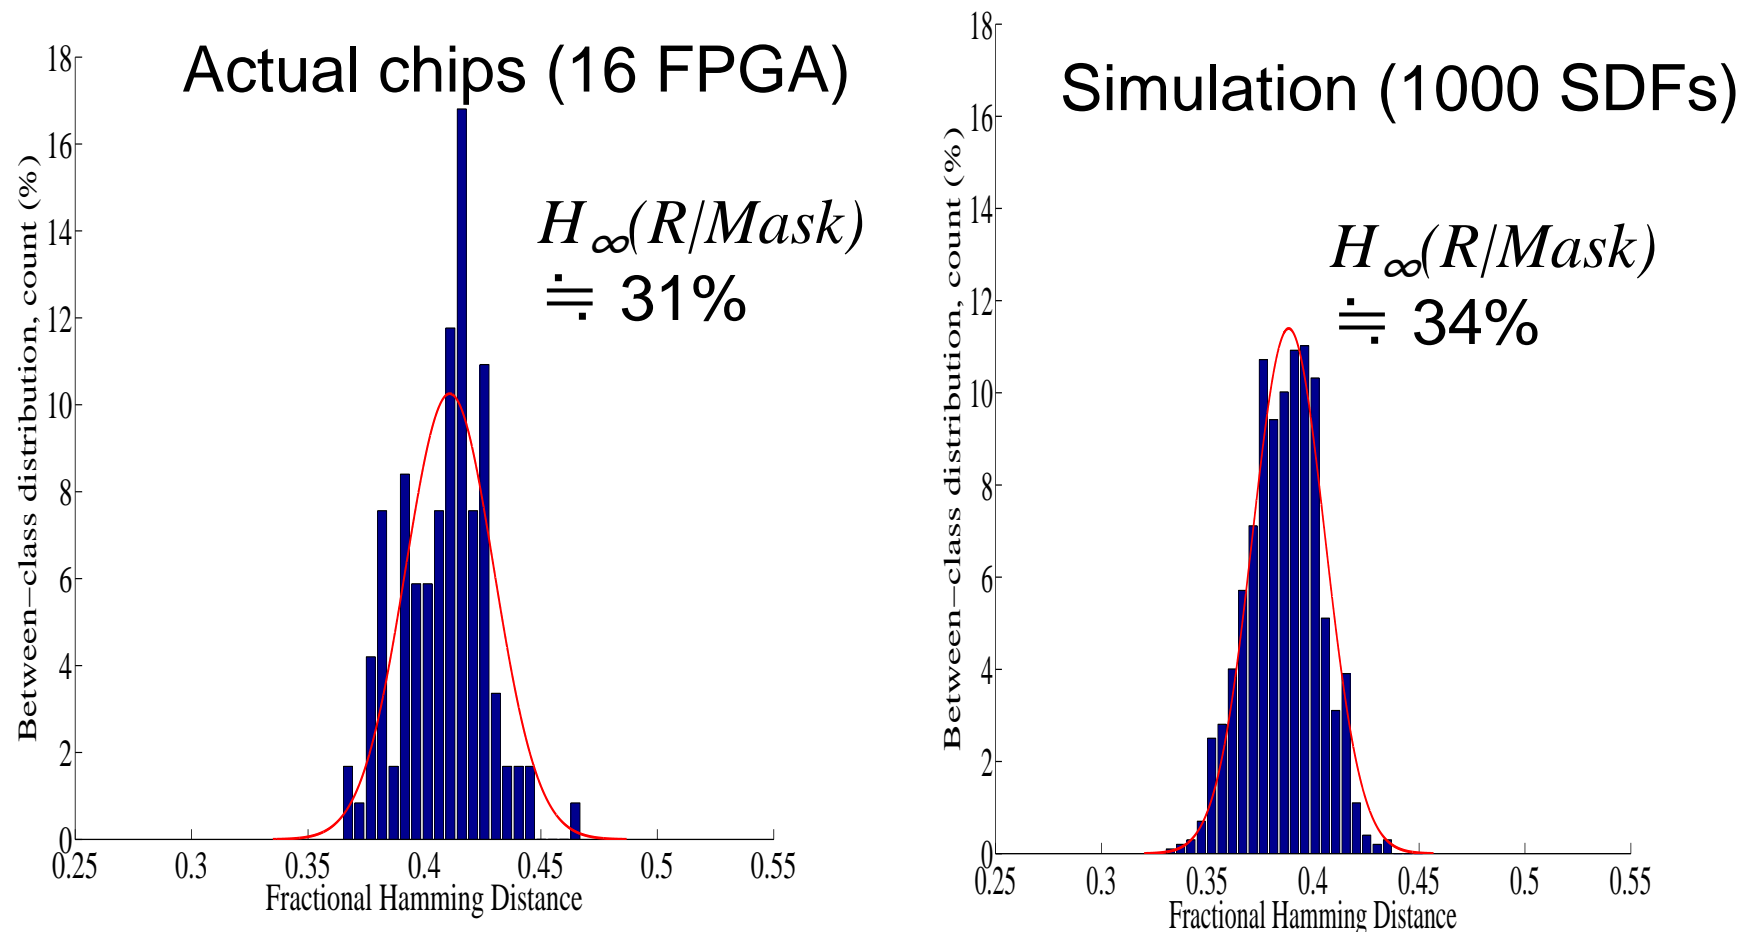 Actual chips (16 FPGA)
H∞(R/Mask)
≒ 31%
Between−class distribution, count (%)
18
16
14
12
10
8
6
4
2
0
0.25 0.3 0.35 0.4 0.45 0.5 0.55
Fractional Hamming Distance
Simulation (1000 SDFs)
H∞(R/Mask)
≒ 34%
Between−class distribution, count (%)
18
16
14
12
10
8
6
4
2
0
0.25 0.3 0.35 0.4 0.45 0.5 0.55
Fractional Hamming Distance